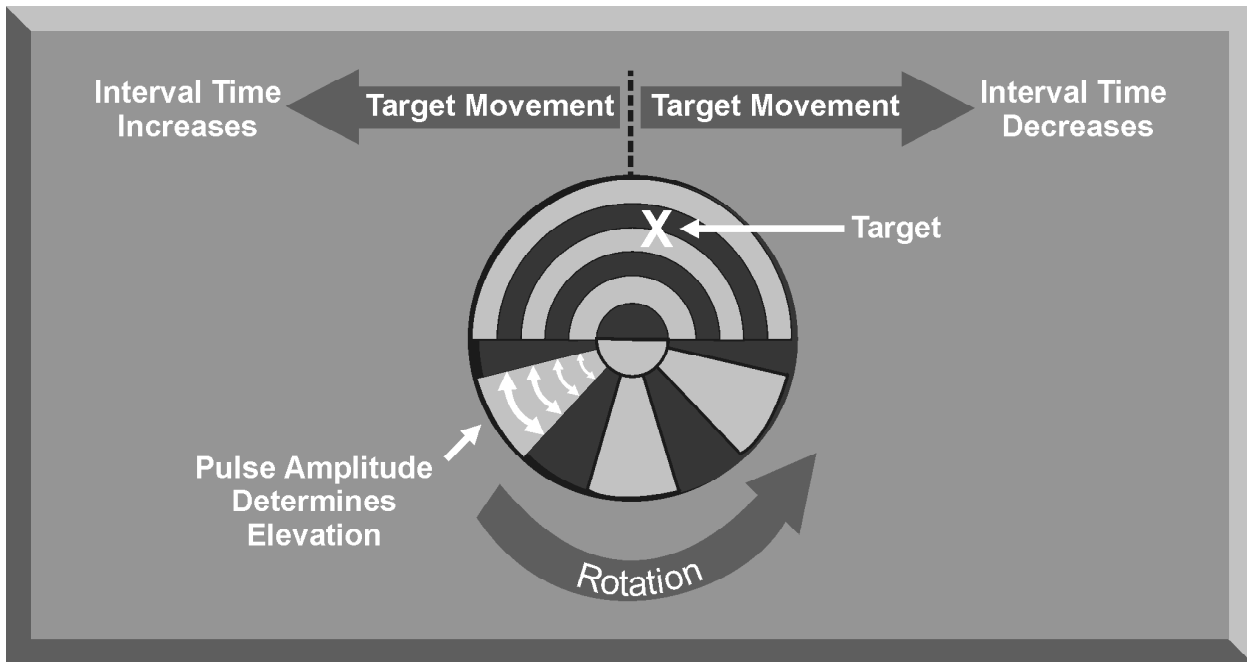 Interval Time
Increases
Target Movement
Target Movement
Interval Time
Decreases
X
Target
Pulse Amplitude
Determines
Elevation
Rotation